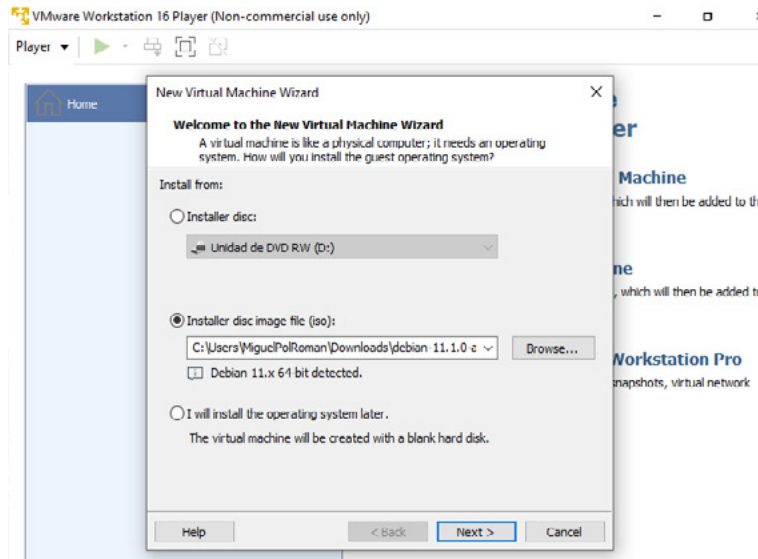 VMware Workstation 16 Player (Non-commercial use only)
Player
Home
New Virtual Machine Wizard
Welcome to the New Virtual Machine Wizard
A virtual machine is like a physical computer; it needs an operating
system. How will you install the guest operating system?
Install from:
Installer disc:
Unidad de DVD RW (D:)
Installer disc image file (iso):
C:\Users\MiguelPolRoman\Downloads\debian-11.1.0-a
Browse...
Debian 11.x 64-bit detected.
I will install the operating system later.
The virtual machine will be created with a blank hard disk.
Help
< Back
Next >
Cancel
er
Machine
hich will then be added to th
ne
, which will then be added to
Workstation Pro
snapshots, virtual network